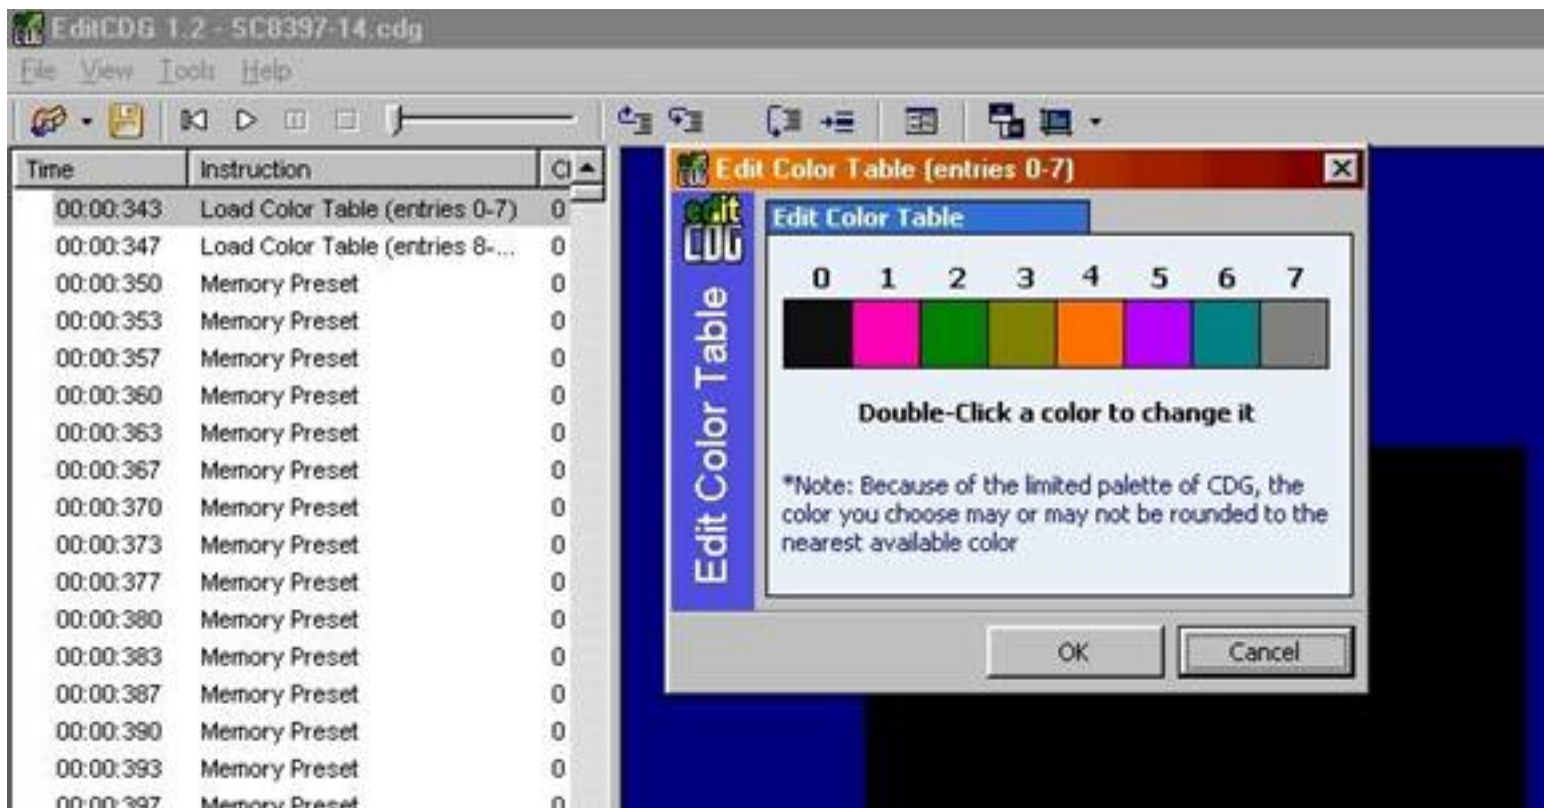 EditCDG 1.2 - SC8397-14.cdg
File View Tools Help
Time Instruction
00:00:343 Load Color Table (entries 0-7) 0
00:00:347 Load Color Table (entries 8-... 0
00:00:350 Memory Preset 0
00:00:353 Memory Preset 0
00:00:357 Memory Preset 0
00:00:360 Memory Preset 0
00:00:363 Memory Preset 0
00:00:367 Memory Preset 0
00:00:370 Memory Preset 0
00:00:373 Memory Preset 0
00:00:377 Memory Preset 0
00:00:380 Memory Preset 0
00:00:383 Memory Preset 0
00:00:387 Memory Preset 0
00:00:390 Memory Preset 0
00:00:393 Memory Preset 0
00:00:397 Memory Preset 0
Edit Color Table (entries 0-7)
edit
CDG
Edit Color Table
Edit Color Table
0 1 2 3 4 5 6 7
Double-Click a color to change it
*Note: Because of the limited palette of CDG, the
color you choose may or may not be rounded to the
nearest available color
OK Cancel